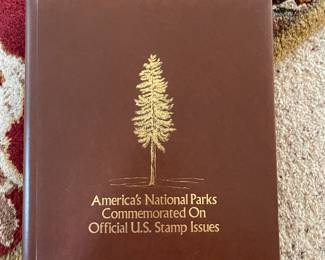 America's National Parks
Commemorated On
Official U.S. Stamp Issues